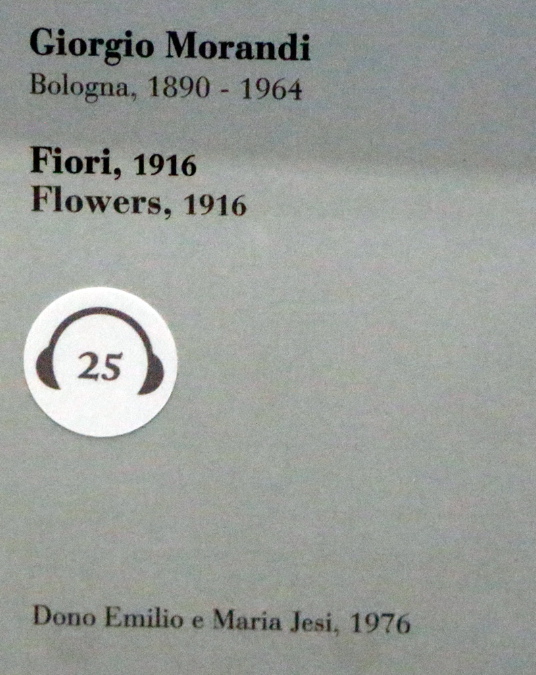 Giorgio Morandi
Bologna, 1890 - 1964
Fiori, 1916
Flowers, 1916
25
Dono Emilio e Maria Jesi, 1976